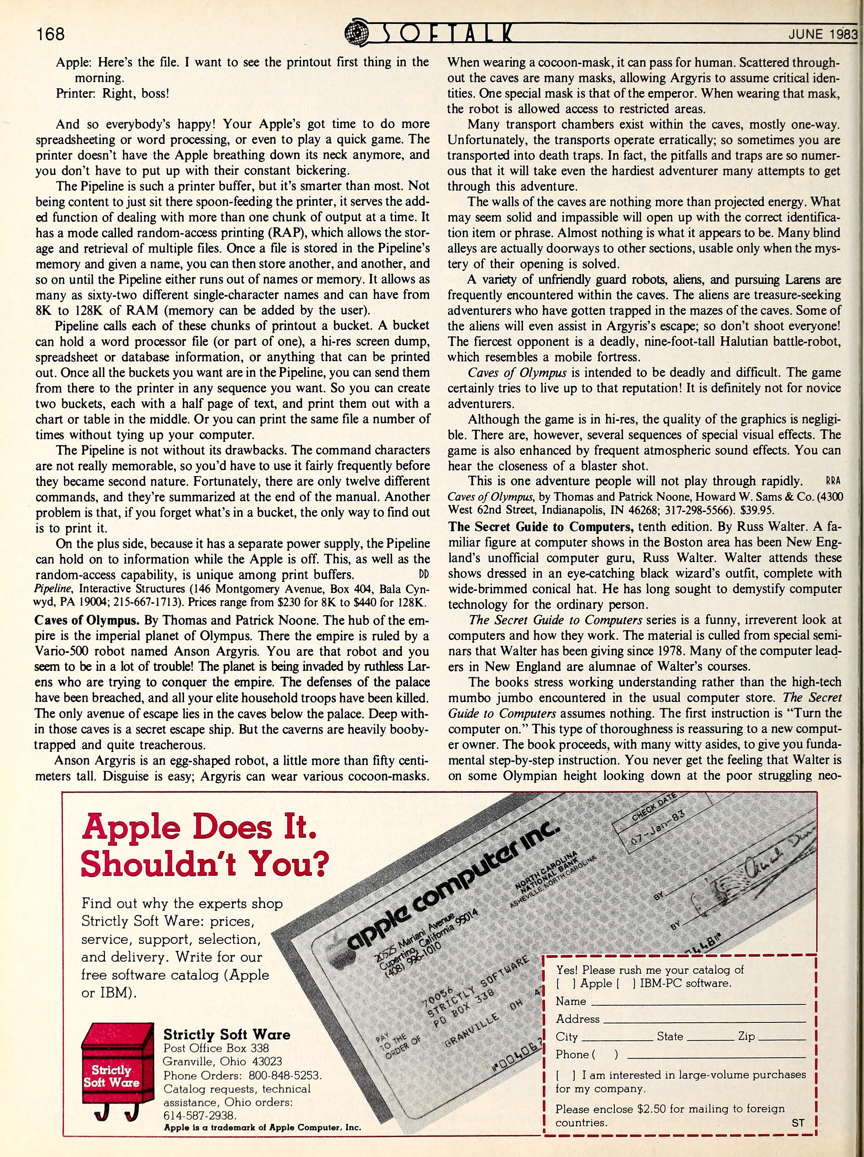 168
SOFTALK
JUNE 1983
Apple: Here's the file. I want to see the printout first thing in the
morning.
Printer: Right, boss!
And so everybody's happy! Your Apple's got time to do more
spreadsheeting or word processing, or even to play a quick game. The
printer doesn't have the Apple breathing down its neck anymore, and
you don't have to put up with their constant bickering.
The Pipeline is such a printer buffer, but it's smarter than most. Not
being content to just sit there spoon-feeding the printer, it serves the add-
ed function of dealing with more than one chunk of output at a time. It
has a mode called random-access printing (RAP), which allows the stor-
age and retrieval of multiple files. Once a file is stored in the Pipeline's
memory and given a name, you can then store another, and another, and
so on until the Pipeline either runs out of names or memory. It allows as
many as sixty-two different single-character names and can have from
8K to 128K of RAM (memory can be added by the user).
Pipeline calls each of these chunks of printout a bucket. A bucket
can hold a word processor file (or part of one), a hi-res screen dump,
spreadsheet or database information, or anything that can be printed
out. Once all the buckets you want are in the Pipeline, you can send them
from there to the printer in any sequence you want. So you can create
two buckets, each with a half page of text, and print them out with a
chart or table in the middle. Or you can print the same file a number of
times without tying up your computer.
The Pipeline is not without its drawbacks. The command characters
are not really memorable, so you'd have to use it fairly frequently before
they became second nature. Fortunately, there are only twelve different
commands, and they're summarized at the end of the manual. Another
problem is that, if you forget what's in a bucket, the only way to find out
is to print it.
On the plus side, because it has a separate power supply, the Pipeline
can hold on to information while the Apple is off. This, as well as the
random-access capability, is unique among print buffers. DD
Pipeline, Interactive Structures (146 Montgomery Avenue, Box 404, Bala Cyn-
wyd, PA 19004; 215-667-1713). Prices range from $230 for 8K to $440 for 128K.
Caves of Olympus. By Thomas and Patrick Noone. The hub of the em-
pire is the imperial planet of Olympus. There the empire is ruled by a
Vario-500 robot named Anson Argyris. You are that robot and you
seem to be in a lot of trouble! The planet is being invaded by ruthless Lar-
ens who are trying to conquer the empire. The defenses of the palace
have been breached, and all your elite household troops have been killed.
The only avenue of escape lies in the caves below the palace. Deep with-
in those caves is a secret escape ship. But the caverns are heavily booby-
trapped and quite treacherous.
Anson Argyris is an egg-shaped robot, a little more than fifty centi-
meters tall. Disguise is easy; Argyris can wear various cocoon-masks.
When wearing a cocoon-mask, it can pass for human. Scattered through-
out the caves are many masks, allowing Argyris to assume critical iden-
tities. One special mask is that of the emperor. When wearing that mask,
the robot is allowed access to restricted areas.
Many transport chambers exist within the caves, mostly one-way.
Unfortunately, the transports operate erratically; so sometimes you are
transported into death traps. In fact, the pitfalls and traps are so numer-
ous that it will take even the hardiest adventurer many attempts to get
through this adventure.
The walls of the caves are nothing more than projected energy. What
may seem solid and impassible will open up with the correct identifica-
tion item or phrase. Almost nothing is what it appears to be. Many blind
alleys are actually doorways to other sections, usable only when the mys-
tery of their opening is solved.
A variety of unfriendly guard robots, aliens, and pursuing Larens are
frequently encountered within the caves. The aliens are treasure-seeking
adventurers who have gotten trapped in the mazes of the caves. Some of
the aliens will even assist in Argyris's escape; so don't shoot everyone!
The fiercest opponent is a deadly, nine-foot-tall Halutian battle-robot,
which resembles a mobile fortress.
Caves of Olympus is intended to be deadly and difficult. The game
certainly tries to live up to that reputation! It is definitely not for novice
adventurers.
Although the game is in hi-res, the quality of the graphics is negligi-
ble. There are, however, several sequences of special visual effects. The
game is also enhanced by frequent atmospheric sound effects. You can
hear the closeness of a blaster shot.
This is one adventure people will not play through rapidly. RRA
Caves of Olympus, by Thomas and Patrick Noone, Howard W. Sams & Co. (4300
West 62nd Street, Indianapolis, IN 46268; 317-298-5566). $39.95.
The Secret Guide to Computers, tenth edition. By Russ Walter. A fa-
miliar figure at computer shows in the Boston area has been New Eng-
land's unofficial computer guru, Russ Walter. Walter attends these
shows dressed in an eye-catching black wizard's outfit, complete with
wide-brimmed conical hat. He has long sought to demystify computer
technology for the ordinary person.
The Secret Guide to Computers series is a funny, irreverent look at
computers and how they work. The material is culled from special semi-
nars that Walter has been giving since 1978. Many of the computer lead-
ers in New England are alumnae of Walter's courses.
The books stress working understanding rather than the high-tech
mumbo jumbo encountered in the usual computer store. The Secret
Guide to Computers assumes nothing. The first instruction is “Turn the
computer on.” This type of thoroughness is reassuring to a new comput-
er owner. The book proceeds, with many witty asides, to give you funda-
mental step-by-step instruction. You never get the feeling that Walter is
on some Olympian height looking down at the poor struggling neo-
Apple Does It.
Shouldn't You?
Find out why the experts shop
Strictly Soft Ware: prices,
service, support, selection,
and delivery. Write for our
free software catalog (Apple
or IBM).
Strictly
Soft Ware
Strictly Soft Ware
Post Office Box 338
Granville, Ohio 43023
Phone Orders: 800-848-5253.
Catalog requests, technical
assistance, Ohio orders:
614-587-2938.
Apple is a trademark of Apple Computer, Inc.
apple computer inc.
20525 Mariani Avenue
Cupertino, California 95014
(408) 996-1010
NORTH CAROLINA
NATIONAL BANK
ASHEVILLE, NORTH CAROLINA
CHECK DATE
07-Jan-83
BY
BY
PAY
TO THE
ORDER OF
70056
STRICTLY SOFTWARE
PO BOX 338
GRANVILLE OH
Yes! Please rush me your catalog of
[ ] Apple [ ] IBM-PC software.
Name
Address
City State Zip
Phone ( )
[ ] I am interested in large-volume purchases
for my company.
Please enclose $2.50 for mailing to foreign
countries. ST